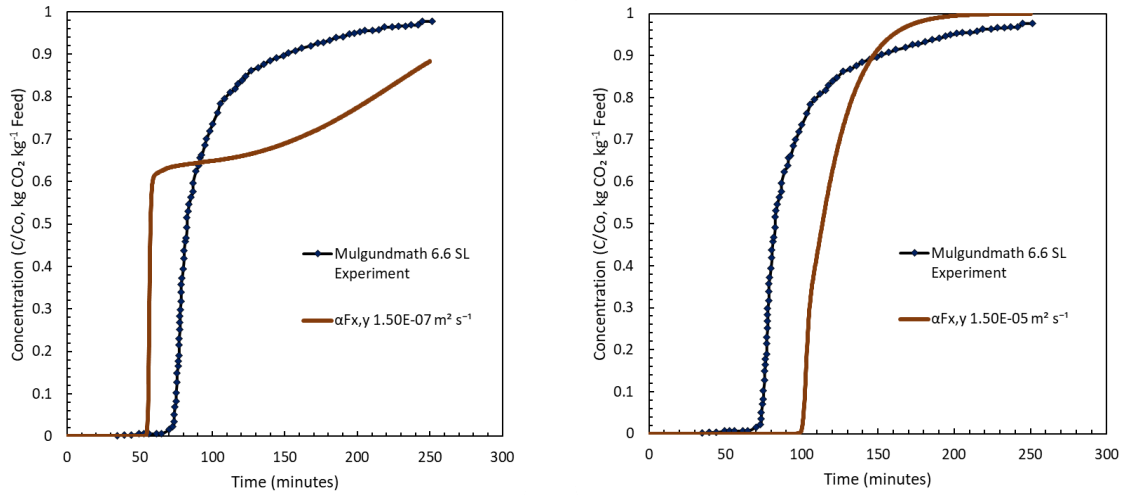 Concentration (C/Co, kg CO₂ kg⁻¹ Feed)
1
0.9
0.8
0.7
0.6
0.5
0.4
0.3
0.2
0.1
0
Mulgundmath 6.6 SL
Experiment
αFx,y 1.50E-07 m² s⁻¹
0 50 100 150 200 250 300
Time (minutes)
Concentration (C/Co, kg CO₂ kg⁻¹ Feed)
1
0.9
0.8
0.7
0.6
0.5
0.4
0.3
0.2
0.1
0
Mulgundmath 6.6 SL
Experiment
αFx,y 1.50E-05 m² s⁻¹
0 50 100 150 200 250 300
Time (minutes)